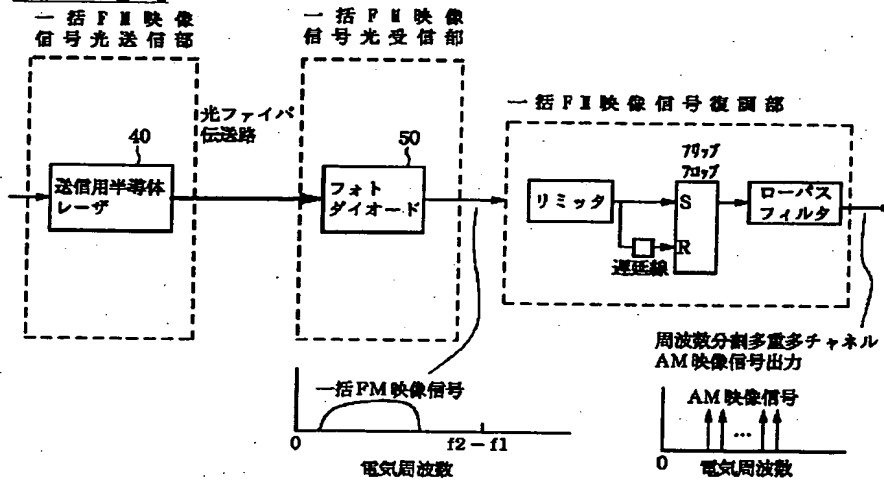 一括FM映像
信号光送信部
一括FM映像
信号光受信部
光ファイバ
伝送路
一括FM映像信号復調部
40
送信用半導体
レーザ
50
フォト
ダイオード
リミッタ
フリップ
フロップ
S
R
遅延線
ローパス
フィルタ
周波数分割多重多チャネル
AM映像信号出力
一括FM映像信号
0
f2-f1
電気周波数
AM映像信号
...
0
電気周波数